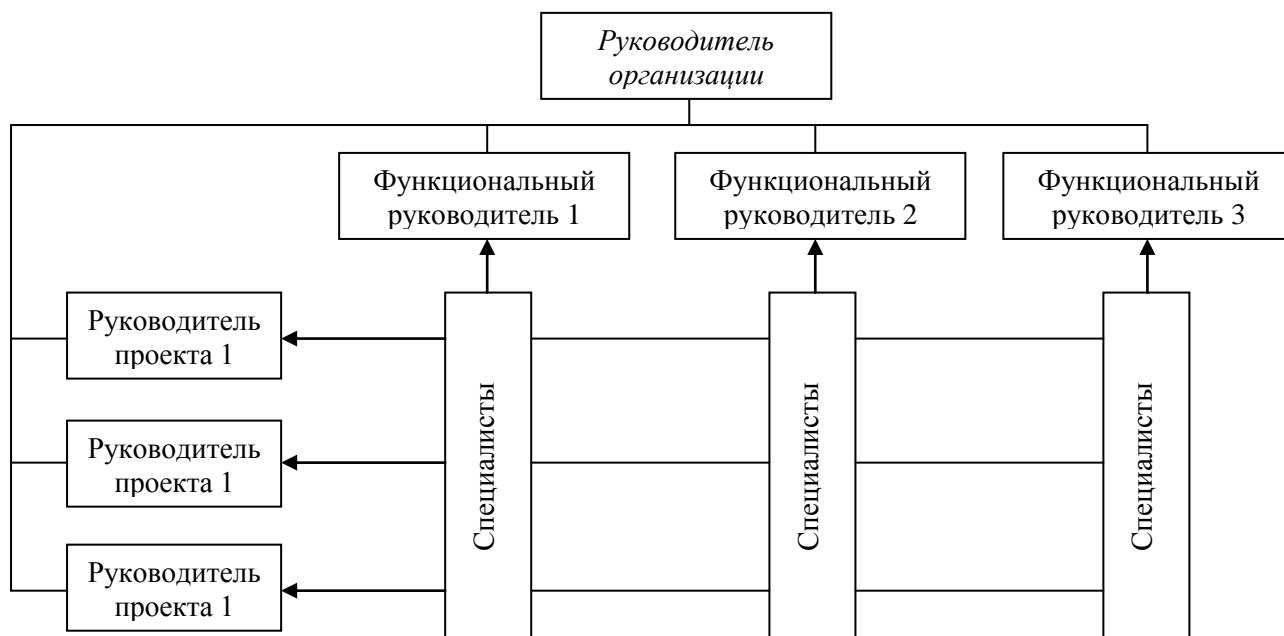 Руководитель
организации
Функциональный
руководитель 1
Функциональный
руководитель 2
Функциональный
руководитель 3
Руководитель
проекта 1
Руководитель
проекта 1
Руководитель
проекта 1
Специалисты
Специалисты
Специалисты